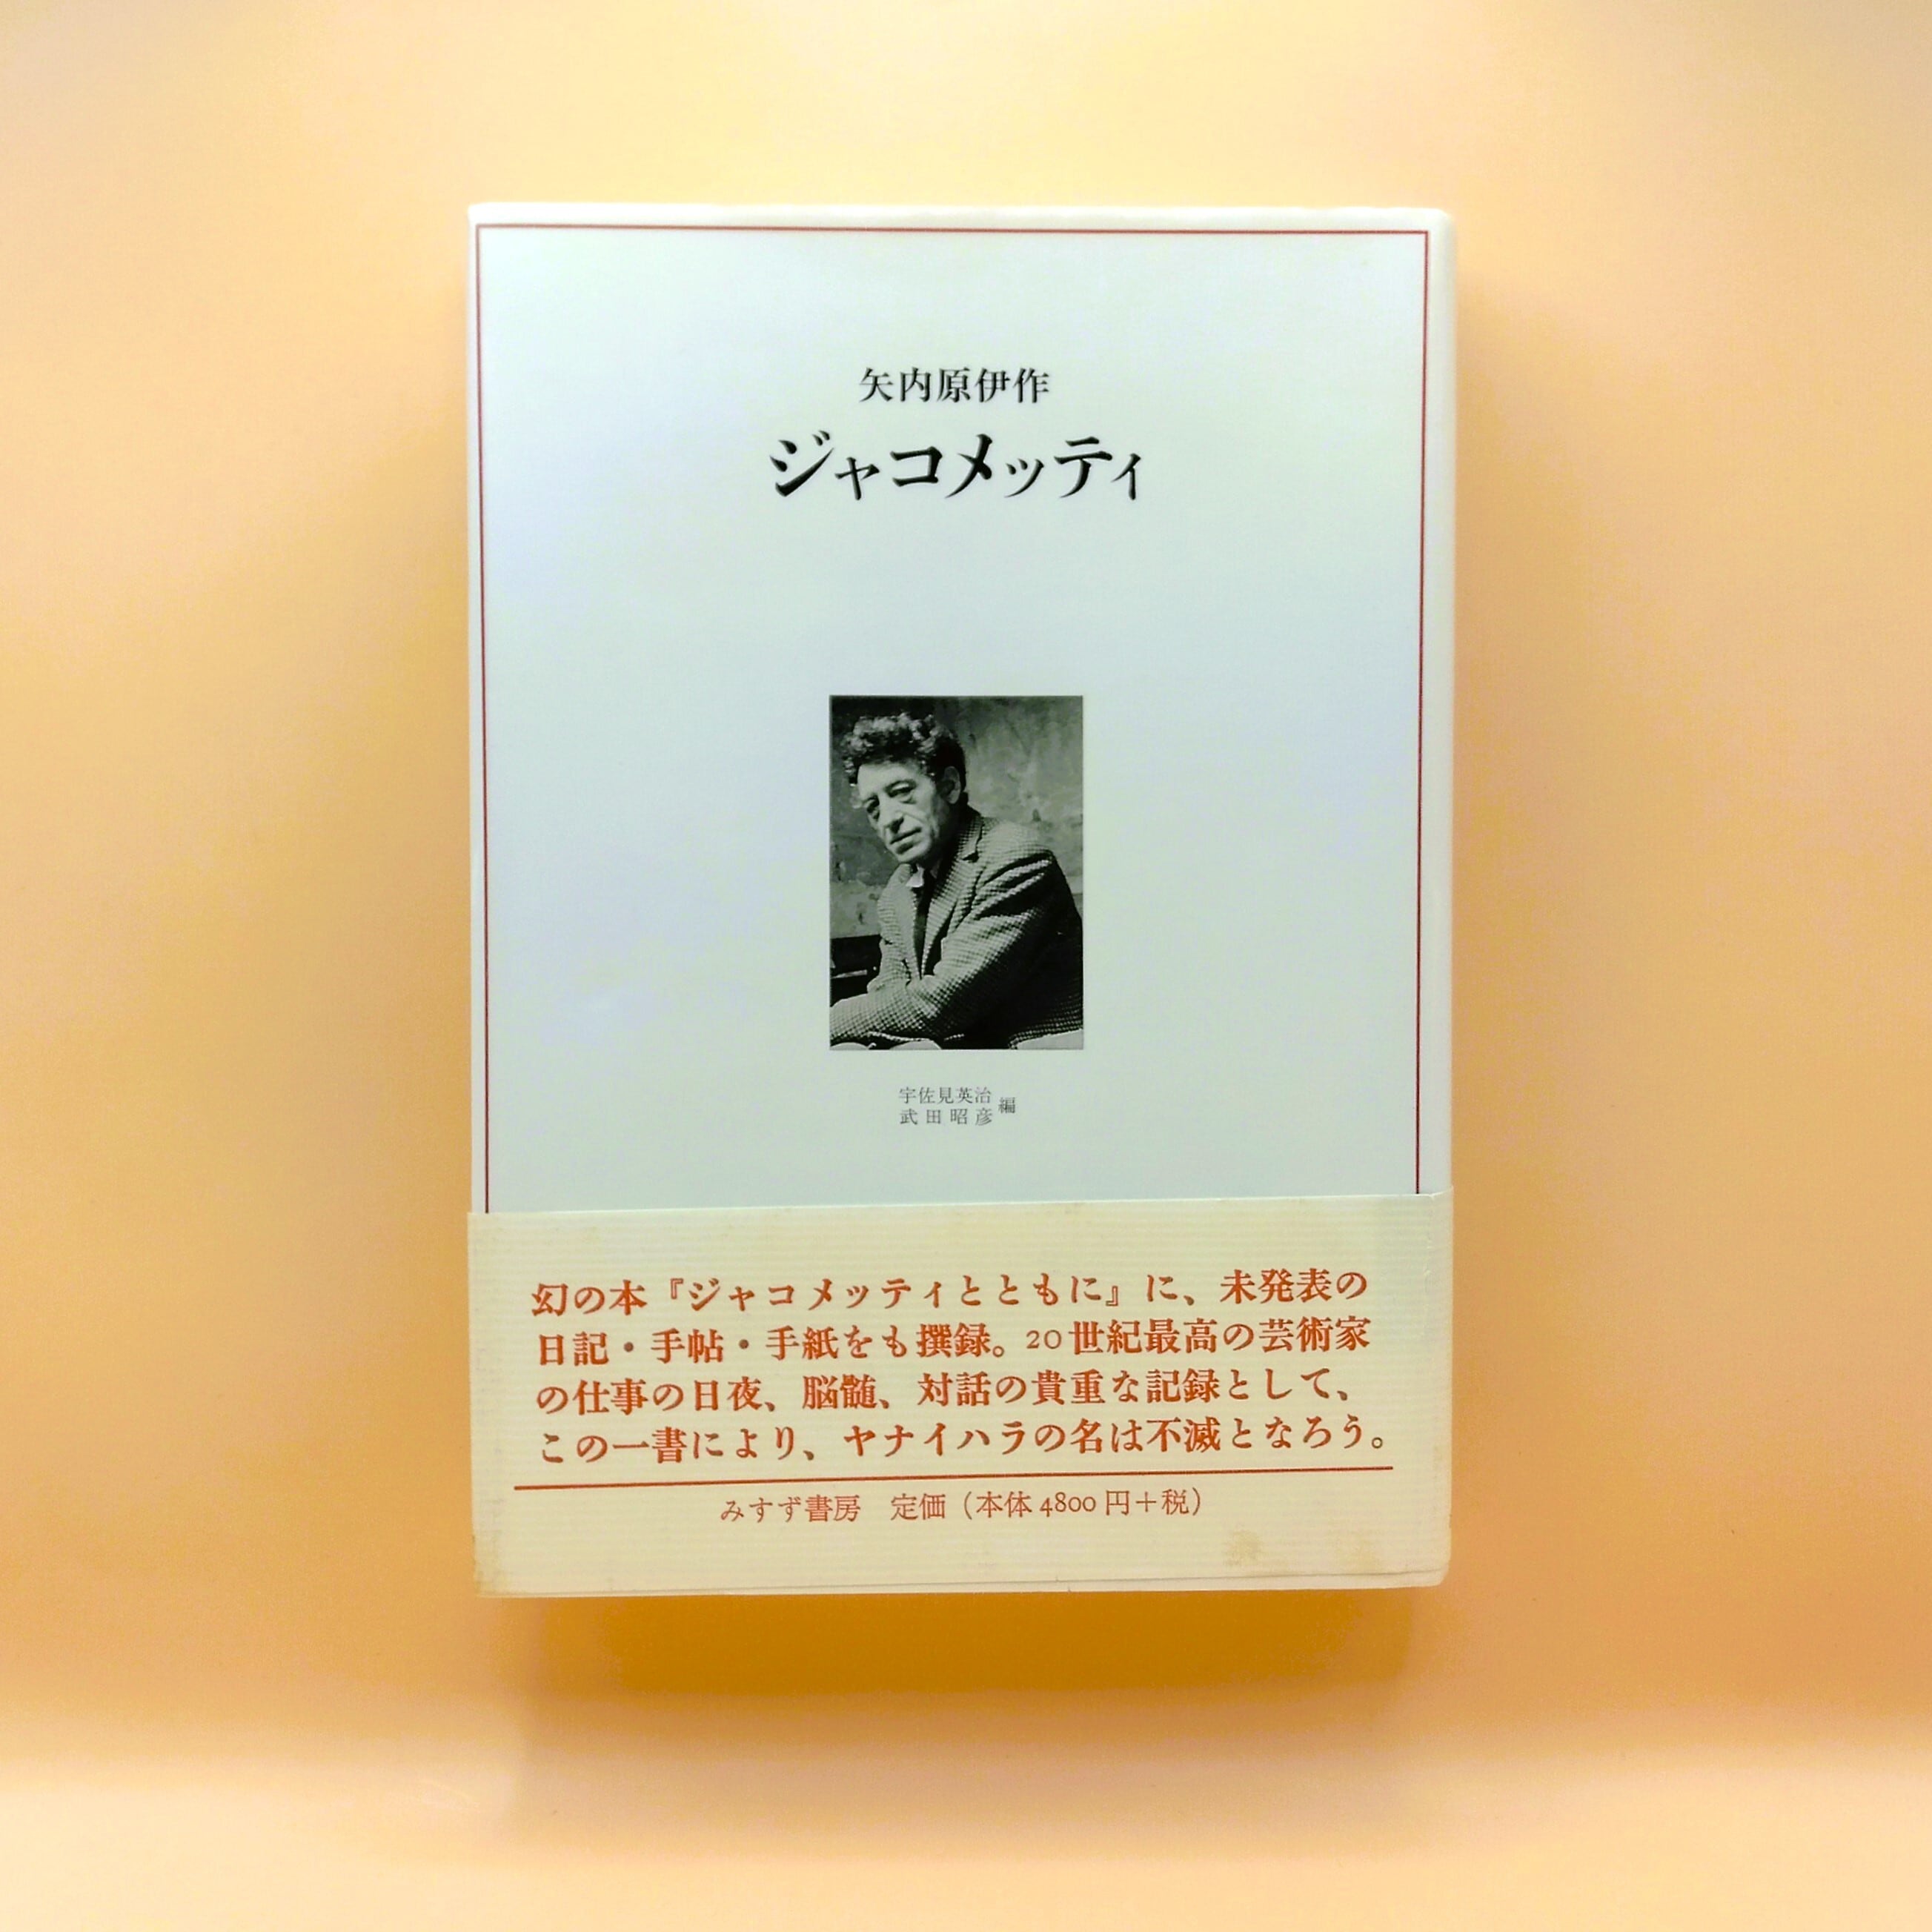 矢内原伊作
ジャコメッティ
宇佐見英治
武田昭彦 編
幻の本『ジャコメッティとともに』に、未発表の
日記・手帖・手紙をも撰録。20世紀最高の芸術家
の仕事の日夜、脳髄、対話の貴重な記録として、
この一書により、ヤナイハラの名は不滅となろう。
みすず書房 定価（本体4800円＋税）